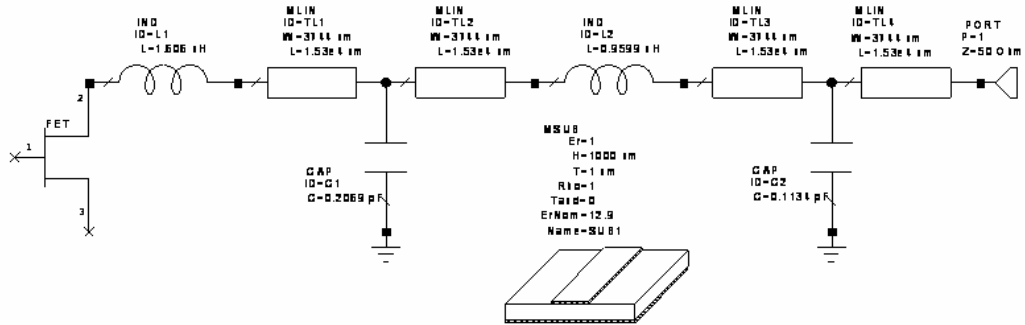 IND
ID=L1
L=1.606 nH
MLIN
ID=TL1
W=3744 um
L=1.53e4 um
MLIN
ID=TL2
W=3744 um
L=1.53e4 um
IND
ID=L2
L=0.9599 nH
MLIN
ID=TL3
W=3744 um
L=1.53e4 um
MLIN
ID=TL4
W=3744 um
L=1.53e4 um
PORT
P=1
Z=50 Ohm
2
FET
1
3
CAP
ID=C1
C=0.2069 pF
MSUB
Er=1
H=1000 um
T=1 um
Rho=1
Tand=0
ErNom=12.9
Name=SUB1
CAP
ID=C2
C=0.1134 pF